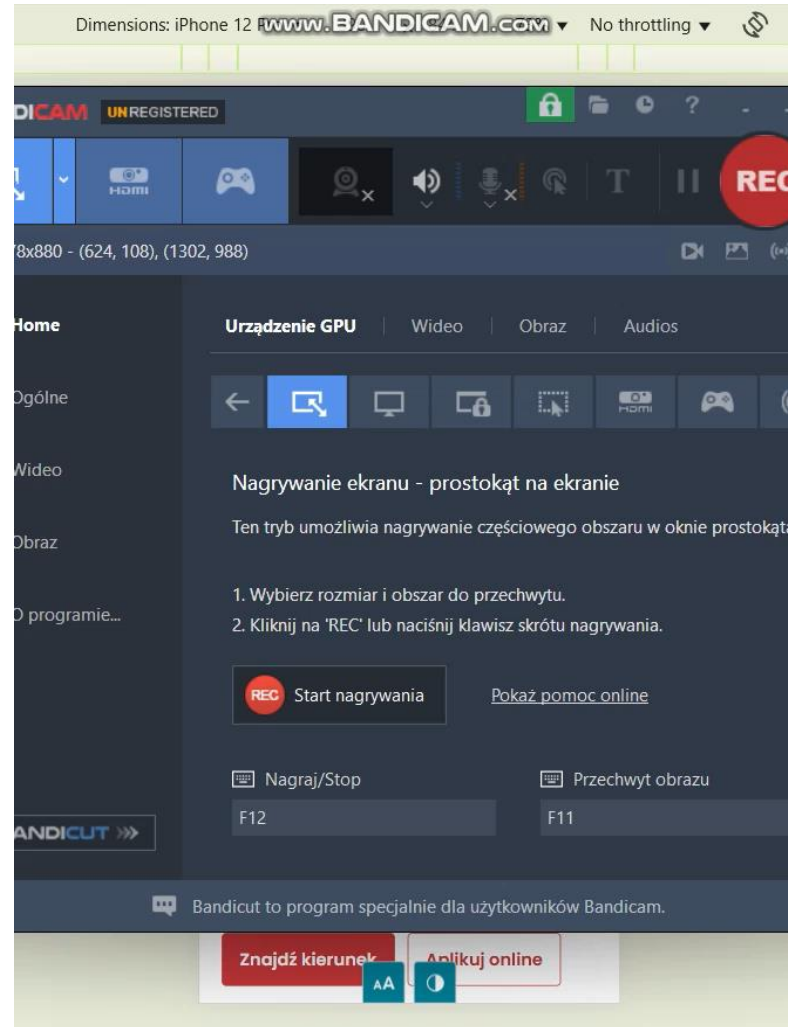 Dimensions: iPhone 12 www.BANDICAM.com No throttling
DICAM UNREGISTERED
HDMI T REC
8x880 - (624, 108), (1302, 988)
Home
Urządzenie GPU Wideo Obraz Audios
Ogólne
HDMI
Wideo
Nagrywanie ekranu - prostokąt na ekranie
Ten tryb umożliwia nagrywanie częściowego obszaru w oknie prostokąta
Obraz
1. Wybierz rozmiar i obszar do przechwytu.
O programie...
2. Kliknij na 'REC' lub naciśnij klawisz skrótu nagrywania.
REC Start nagrywania Pokaż pomoc online
Nagraj/Stop Przechwyt obrazu
F12 F11
ANDICUT
Bandicut to program specjalnie dla użytkowników Bandicam.
Znajdź kierunek Aplikuj online
AA